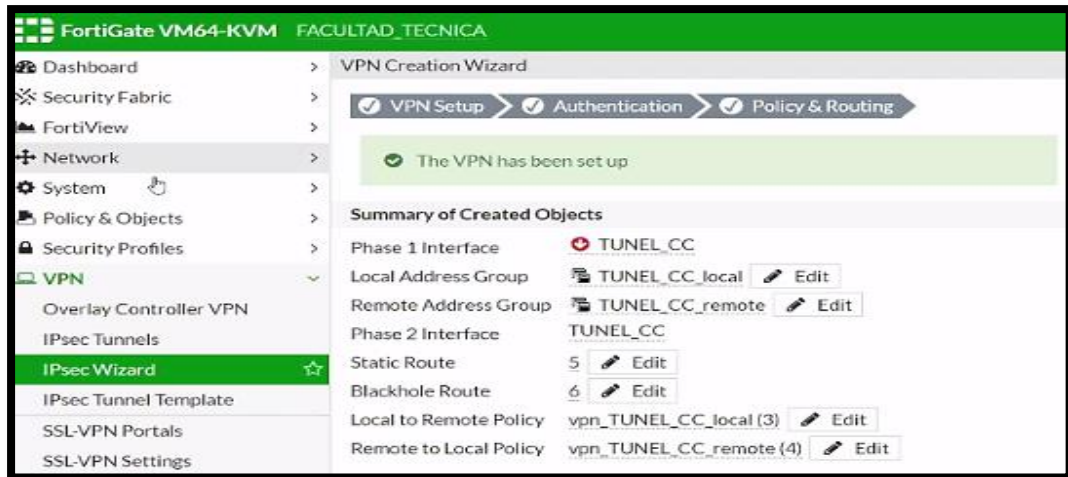 FortiGate VM64-KVM FACULTAD_TECNICA
Dashboard
Security Fabric
FortiView
Network
System
Policy & Objects
Security Profiles
VPN
Overlay Controller VPN
IPsec Tunnels
IPsec Wizard
IPsec Tunnel Template
SSL-VPN Portals
SSL-VPN Settings
VPN Creation Wizard
VPN Setup Authentication Policy & Routing
The VPN has been set up
Summary of Created Objects
Phase 1 Interface TUNEL_CC
Local Address Group TUNEL_CC_local Edit
Remote Address Group TUNEL_CC_remote Edit
Phase 2 Interface TUNEL_CC
Static Route 5 Edit
Blackhole Route 6 Edit
Local to Remote Policy vpn_TUNEL_CC_local (3) Edit
Remote to Local Policy vpn_TUNEL_CC_remote (4) Edit